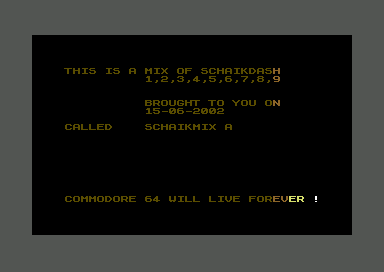 THIS IS A MIX OF SCHAIKDASH
1,2,3,4,5,6,7,8,9
BROUGHT TO YOU ON
15-06-2002
CALLED SCHAIKMIX A
COMMODORE 64 WILL LIVE FOREVER !